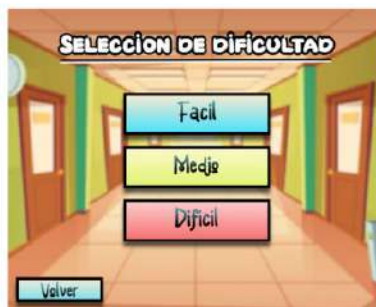 SELECCION DE DIFICULTAD
Facil
Medio
Dificil
Volver